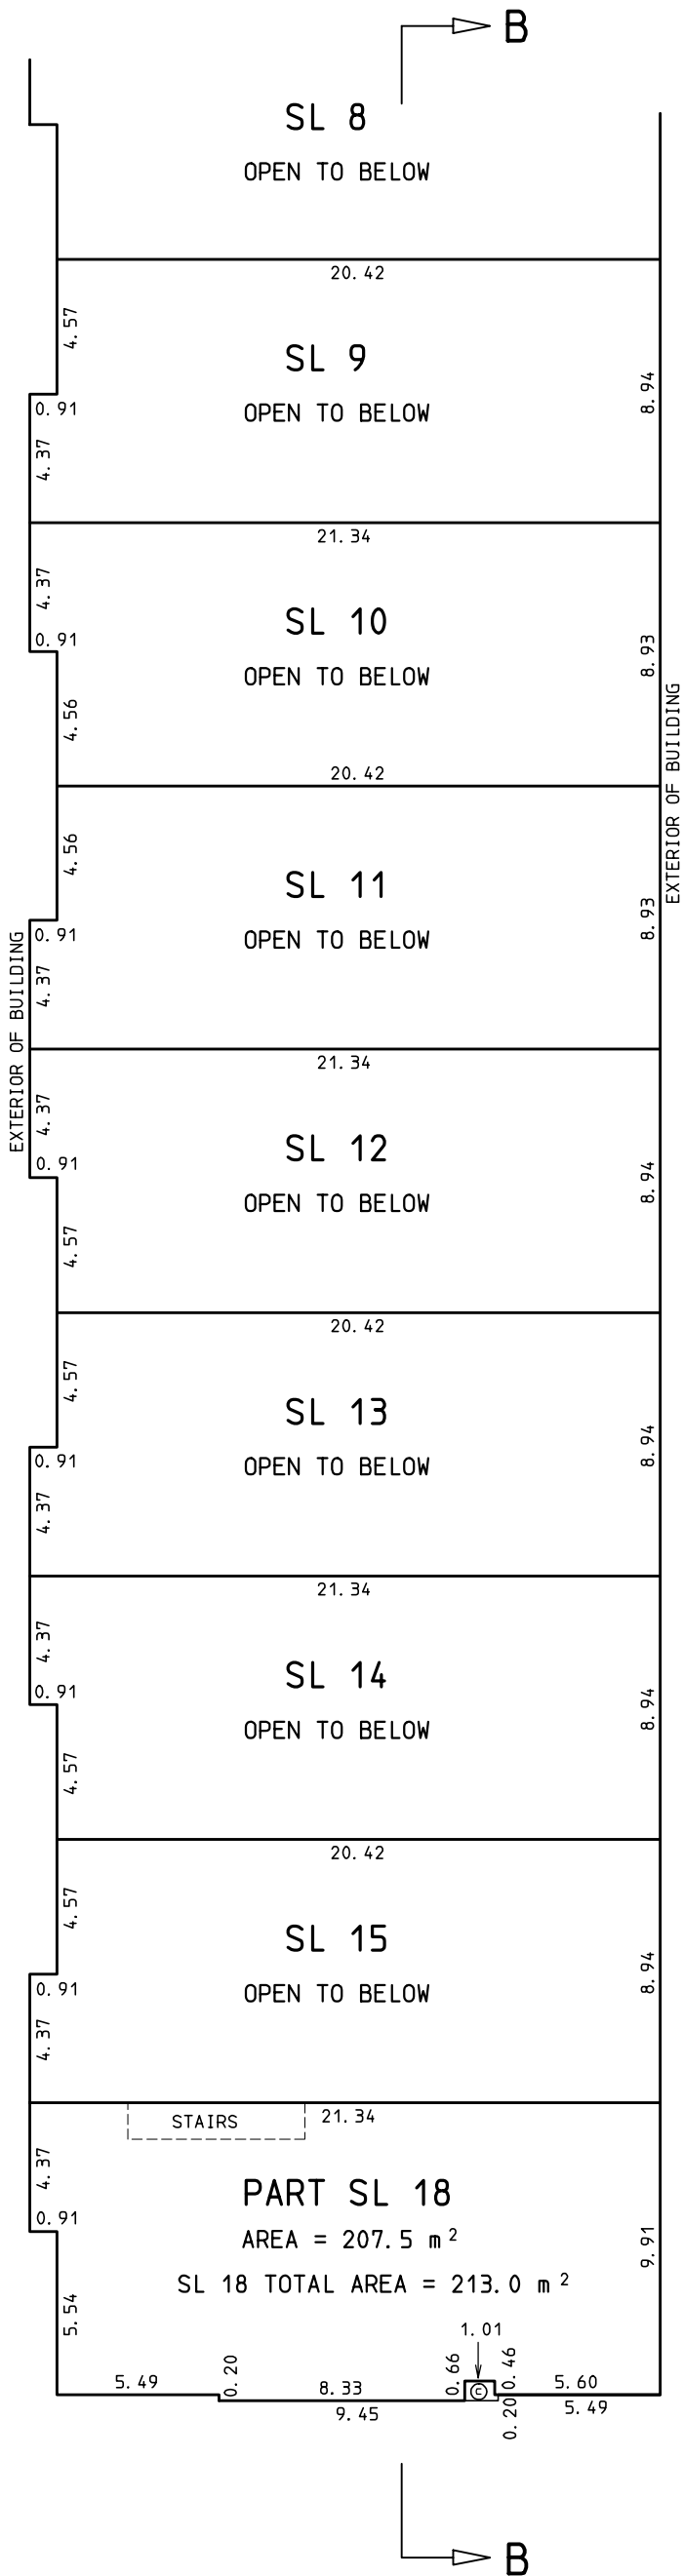 B
SL 8
OPEN TO BELOW
20.42
4.57
SL 9
8.94
0.91
OPEN TO BELOW
4.37
21.34
4.37
SL 10
0.91
8.93
OPEN TO BELOW
4.56
EXTERIOR OF BUILDING
20.42
4.56
SL 11
8.93
0.91
OPEN TO BELOW
4.37
EXTERIOR OF BUILDING
21.34
4.37
SL 12
0.91
8.94
OPEN TO BELOW
4.57
20.42
4.57
SL 13
8.94
0.91
OPEN TO BELOW
4.37
21.34
4.37
SL 14
0.91
8.94
OPEN TO BELOW
4.57
20.42
4.57
SL 15
8.94
0.91
OPEN TO BELOW
4.37
STAIRS
21.34
4.37
PART SL 18
0.91
AREA = 207.5 m²
9.91
SL 18 TOTAL AREA = 213.0 m²
5.54
1.01
5.49
0.20
8.33
0.66
C
0.46
5.60
9.45
0.20
5.49
B